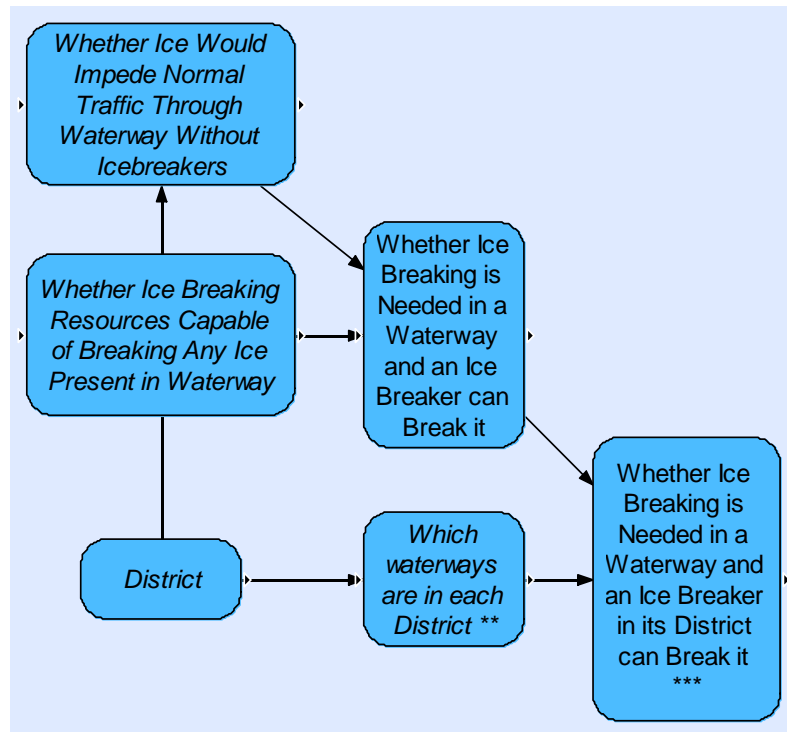 Whether Ice Would
Impede Normal
Traffic Through
Waterway Without
Icebreakers
Whether Ice Breaking
Resources Capable
of Breaking Any Ice
Present in Waterway
Whether Ice
Breaking is
Needed in a
Waterway
and an Ice
Breaker can
Break it
District
Which
waterways
are in each
District **
Whether Ice
Breaking is
Needed in a
Waterway and
an Ice Breaker
in its District
can Break it
***